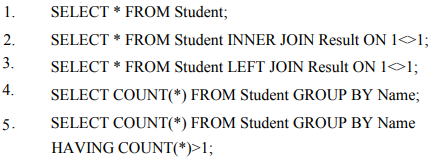 1. SELECT * FROM Student;
2. SELECT * FROM Student INNER JOIN Result ON 1<>1;
3. SELECT * FROM Student LEFT JOIN Result ON 1<>1;
4. SELECT COUNT(*) FROM Student GROUP BY Name;
5. SELECT COUNT(*) FROM Student GROUP BY Name
HAVING COUNT(*)>1;